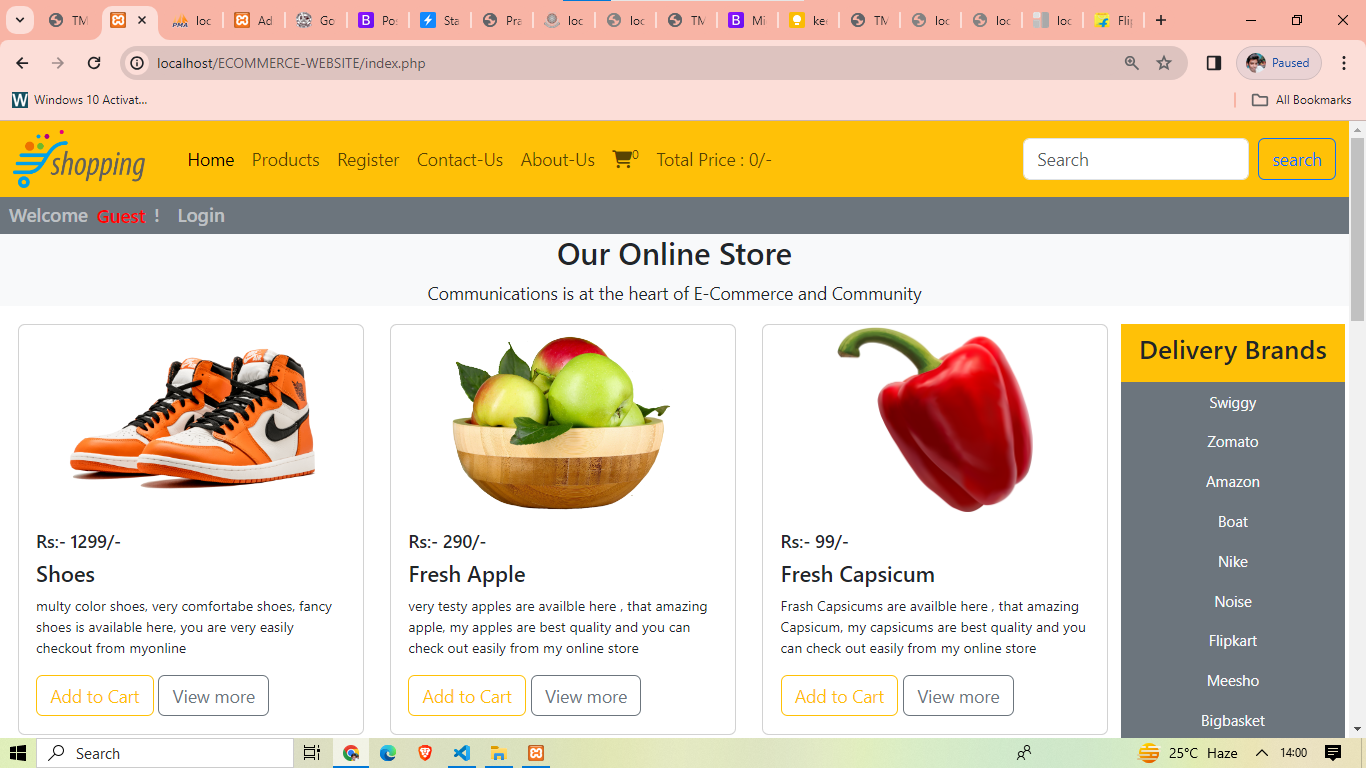 TM
loc
Ad
Go
Po
Sta
Pra
loc
loc
TM
Mi
kee
TM
loc
loc
loc
Flip
localhost/ECOMMERCE-WEBSITE/index.php
Paused
Windows 10 Activat...
All Bookmarks
shopping
Home Products Register Contact-Us About-Us 0 Total Price : 0/-
Search
search
Welcome Guest ! Login
Our Online Store
Communications is at the heart of E-Commerce and Community
Rs:- 1299/-
Shoes
multy color shoes, very comfortabe shoes, fancy
shoes is available here, you are very easily
checkout from myonline
Add to Cart
View more
Rs:- 290/-
Fresh Apple
very testy apples are availble here , that amazing
apple, my apples are best quality and you can
check out easily from my online store
Add to Cart
View more
Rs:- 99/-
Fresh Capsicum
Frash Capsicums are availble here , that amazing
Capsicum, my capsicums are best quality and you
can check out easily from my online store
Add to Cart
View more
Delivery Brands
Swiggy
Zomato
Amazon
Boat
Nike
Noise
Flipkart
Meesho
Bigbasket
Search
25°C Haze
14:00